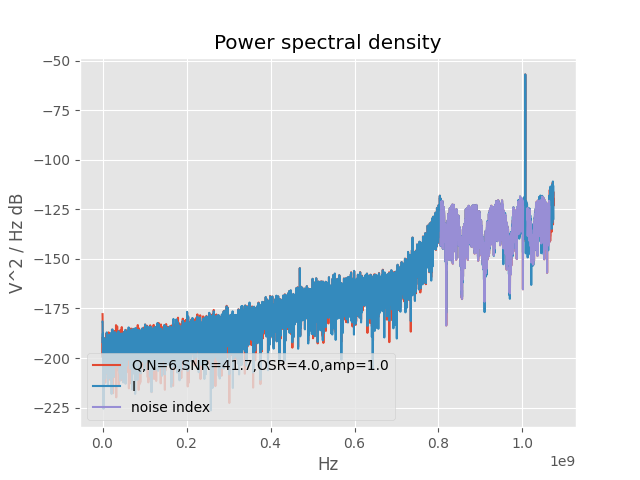 Power spectral density
V^2 / Hz dB
−50
−75
−100
−125
−150
−175
−200
−225
Q,N=6,SNR=41.7,OSR=4.0,amp=1.0
I
noise index
0.0 0.2 0.4 0.6 0.8 1.0
1e9
Hz